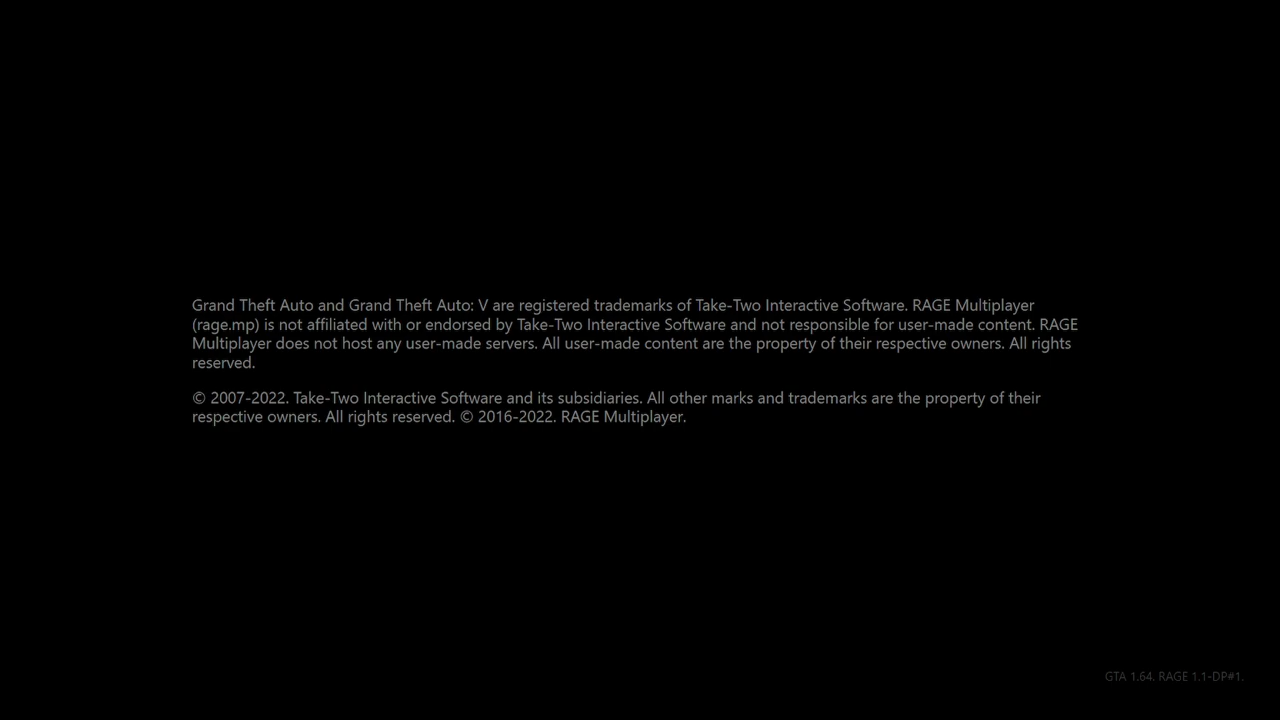 Grand Theft Auto and Grand Theft Auto: V are registered trademarks of Take-Two Interactive Software. RAGE Multiplayer
(rage.mp) is not affiliated with or endorsed by Take-Two Interactive Software and not responsible for user-made content. RAGE
Multiplayer does not host any user-made servers. All user-made content are the property of their respective owners. All rights
reserved.
© 2007-2022. Take-Two Interactive Software and its subsidiaries. All other marks and trademarks are the property of their
respective owners. All rights reserved. © 2016-2022. RAGE Multiplayer.
GTA 1.64. RAGE 1.1-DP#1.